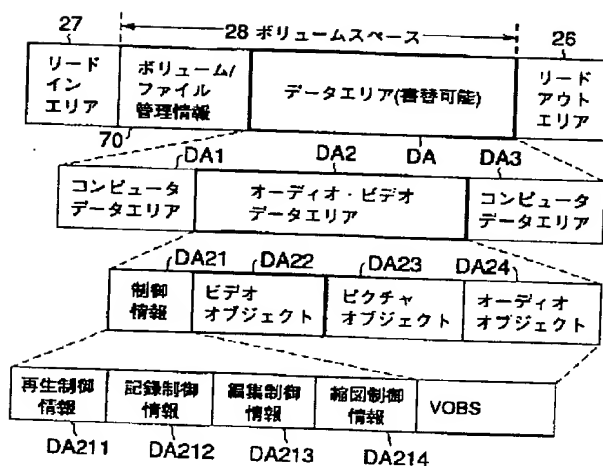 27
28 ボリュームスペース
26
リード
イン
エリア
ボリューム/
ファイル
管理情報
データエリア(書替可能)
リード
アウト
エリア
70
DA1
DA2
DA
DA3
コンピュータ
データエリア
オーディオ・ビデオ
データエリア
コンピュータ
データエリア
DA21
DA22
DA23
DA24
制御
情報
ビデオ
オブジェクト
ピクチャ
オブジェクト
オーディオ
オブジェクト
再生制御
情報
記録制御
情報
編集制御
情報
縮図制御
情報
VOBS
DA211
DA212
DA213
DA214